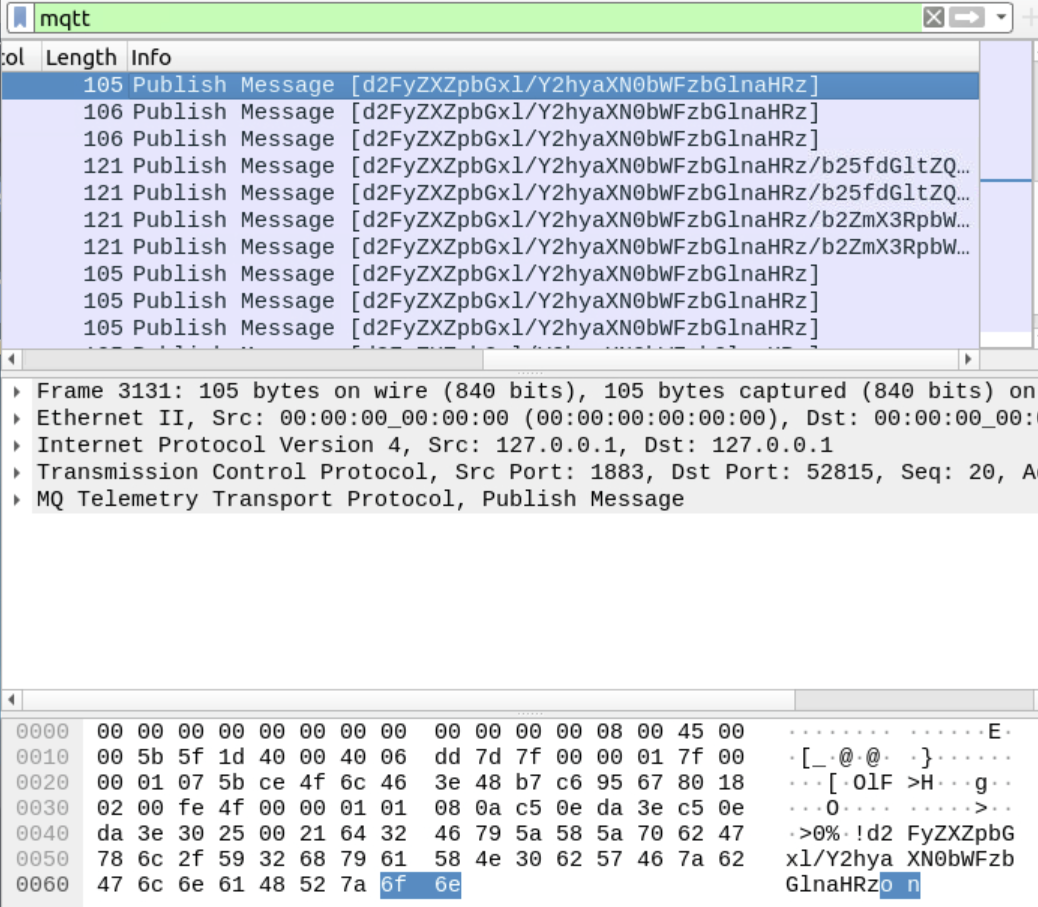 mqtt
col Length Info
105 Publish Message [d2FyZXZpbGxl/Y2hyaXN0bWFzbGlnaHRz]
106 Publish Message [d2FyZXZpbGxl/Y2hyaXN0bWFzbGlnaHRz]
106 Publish Message [d2FyZXZpbGxl/Y2hyaXN0bWFzbGlnaHRz]
121 Publish Message [d2FyZXZpbGxl/Y2hyaXN0bWFzbGlnaHRz/b25fdGltZQ…
121 Publish Message [d2FyZXZpbGxl/Y2hyaXN0bWFzbGlnaHRz/b25fdGltZQ…
121 Publish Message [d2FyZXZpbGxl/Y2hyaXN0bWFzbGlnaHRz/b2ZmX3RpbW…
121 Publish Message [d2FyZXZpbGxl/Y2hyaXN0bWFzbGlnaHRz/b2ZmX3RpbW…
105 Publish Message [d2FyZXZpbGxl/Y2hyaXN0bWFzbGlnaHRz]
105 Publish Message [d2FyZXZpbGxl/Y2hyaXN0bWFzbGlnaHRz]
105 Publish Message [d2FyZXZpbGxl/Y2hyaXN0bWFzbGlnaHRz]
Frame 3131: 105 bytes on wire (840 bits), 105 bytes captured (840 bits) on
Ethernet II, Src: 00:00:00_00:00:00 (00:00:00:00:00:00), Dst: 00:00:00_00:
Internet Protocol Version 4, Src: 127.0.0.1, Dst: 127.0.0.1
Transmission Control Protocol, Src Port: 1883, Dst Port: 52815, Seq: 20, A
MQ Telemetry Transport Protocol, Publish Message
0000 00 00 00 00 00 00 00 00 00 00 00 00 08 00 45 00 ········ ······E·
0010 00 5b 5f 1d 40 00 40 06 dd 7d 7f 00 00 01 7f 00 ·[_·@·@· ·}······
0020 00 01 07 5b ce 4f 6c 46 3e 48 b7 c6 95 67 80 18 ···[·OlF >H···g··
0030 02 00 fe 4f 00 00 01 01 08 0a c5 0e da 3e c5 0e ···O···· ·····>··
0040 da 3e 30 25 00 21 64 32 46 79 5a 58 5a 70 62 47 ·>0%·!d2 FyZXZpbG
0050 78 6c 2f 59 32 68 79 61 58 4e 30 62 57 46 7a 62 xl/Y2hya XN0bWFzb
0060 47 6c 6e 61 48 52 7a 6f 6e GlnaHRzo n